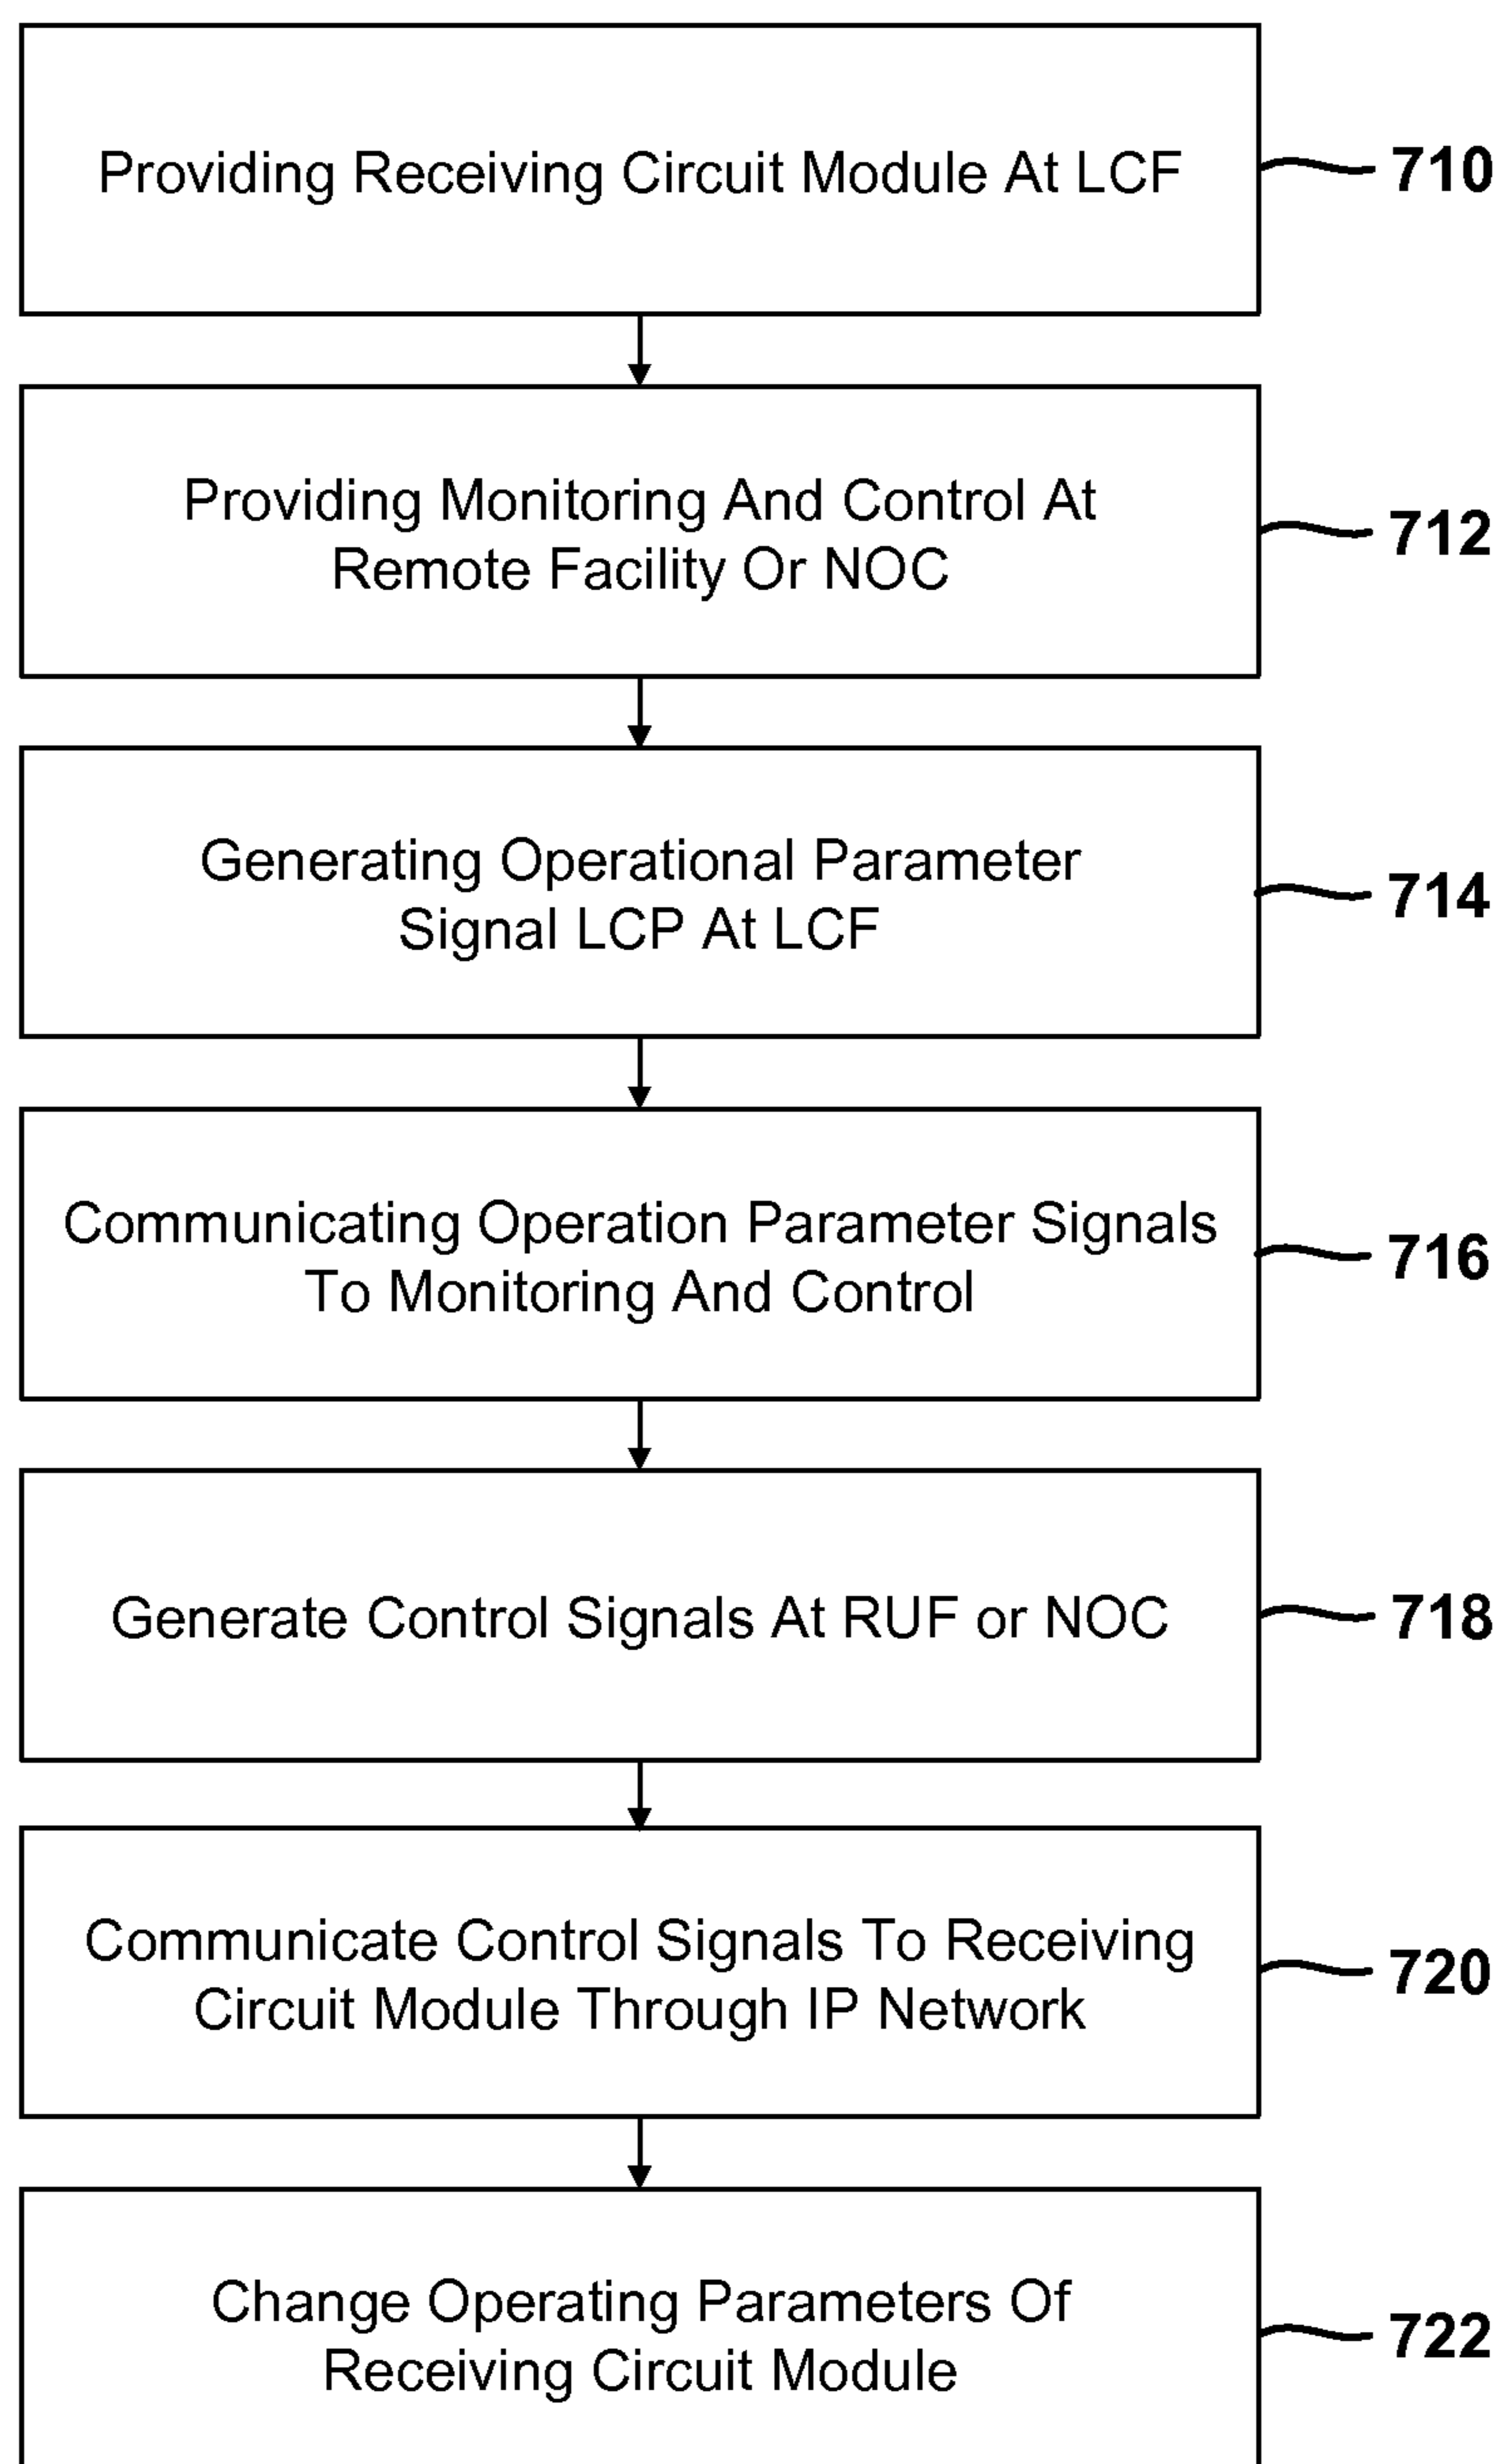 Providing Receiving Circuit Module At LCF
710
Providing Monitoring And Control At
Remote Facility Or NOC
712
Generating Operational Parameter
Signal LCP At LCF
714
Communicating Operation Parameter Signals
To Monitoring And Control
716
Generate Control Signals At RUF or NOC
718
Communicate Control Signals To Receiving
Circuit Module Through IP Network
720
Change Operating Parameters Of
Receiving Circuit Module
722